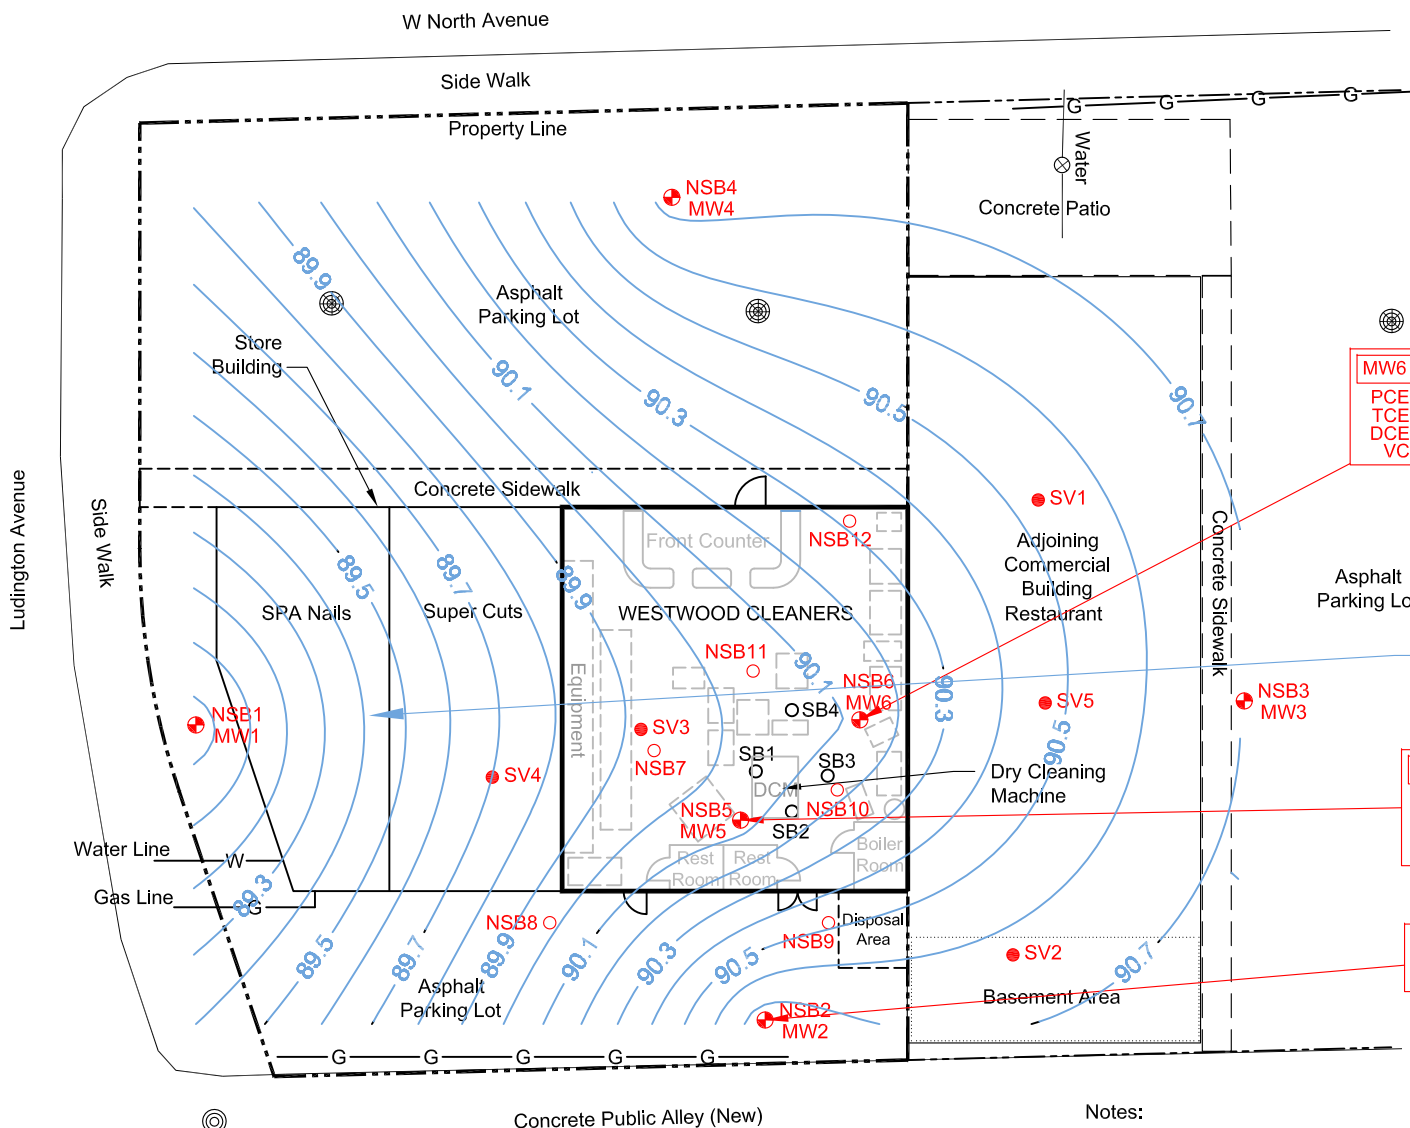 W North Avenue
Side Walk
Property Line
G G G G
Water
NSB4
MW4
Concrete Patio
89.9
Asphalt
Parking Lot
Store
Building
90.1
90.3
90.5
90.7
MW6
PCE
TCE
DCE
VC
Ludington Avenue
Side Walk
Concrete Sidewalk
SV1
Front Counter
NSB12
Adjoining
Commercial
Building
Restaurant
Concrete Sidewalk
Asphalt
Parking Lo
89.5
89.7
89.9
SPA Nails
Super Cuts
WESTWOOD CLEANERS
NSB11
90.1
NSB6
MW6
90.3
Equipment
SB4
NSB1
MW1
SV3
NSB7
SV5
NSB3
MW3
90.5
SV4
SB1
SB3
DCM
Dry Cleaning
Machine
NSB5
MW5
NSB10
SB2
Rest
Room
Rest
Room
Boiler
Room
Water Line
W
Gas Line
G
89.3
NSB8
NSB9
Disposal
Area
89.5
89.7
89.9
90.1
90.3
90.5
90.7
SV2
Asphalt
Parking Lot
Basement Area
NSB2
MW2
G G G G G
Concrete Public Alley (New)
Notes: